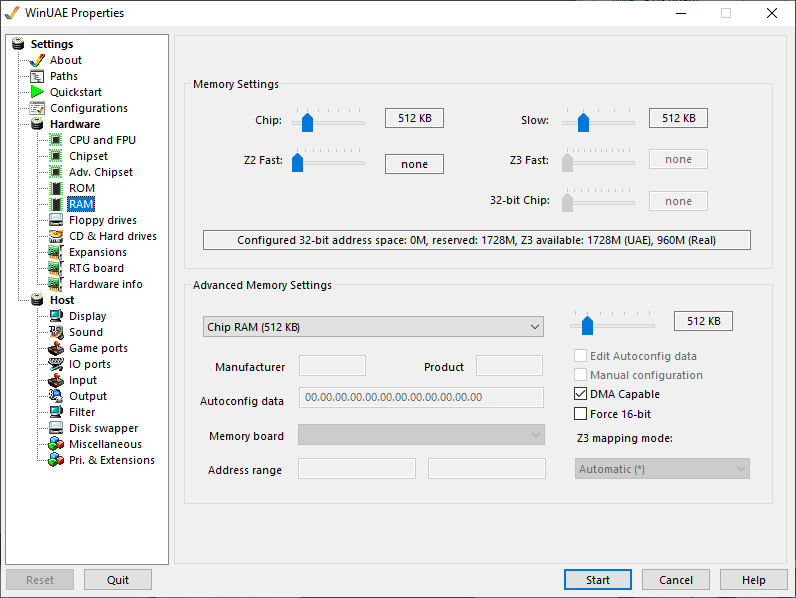 WinUAE Properties
Settings
About
Paths
Quickstart
Configurations
Hardware
CPU and FPU
Chipset
Adv. Chipset
ROM
RAM
Floppy drives
CD & Hard drives
Expansions
RTG board
Hardware info
Host
Display
Sound
Game ports
IO ports
Input
Output
Filter
Disk swapper
Miscellaneous
Pri. & Extensions
Memory Settings
Chip: 512 KB Slow: 512 KB
Z2 Fast: none Z3 Fast: none
32-bit Chip: none
Configured 32-bit address space: 0M, reserved: 1728M, Z3 available: 1728M (UAE), 960M (Real)
Advanced Memory Settings
Chip RAM (512 KB) 512 KB
Edit Autoconfig data
Manufacturer Product Manual configuration
Autoconfig data 00.00.00.00.00.00.00.00.00.00.00.00 DMA Capable
Force 16-bit
Memory board Z3 mapping mode:
Address range Automatic (*)
Reset Quit Start Cancel Help